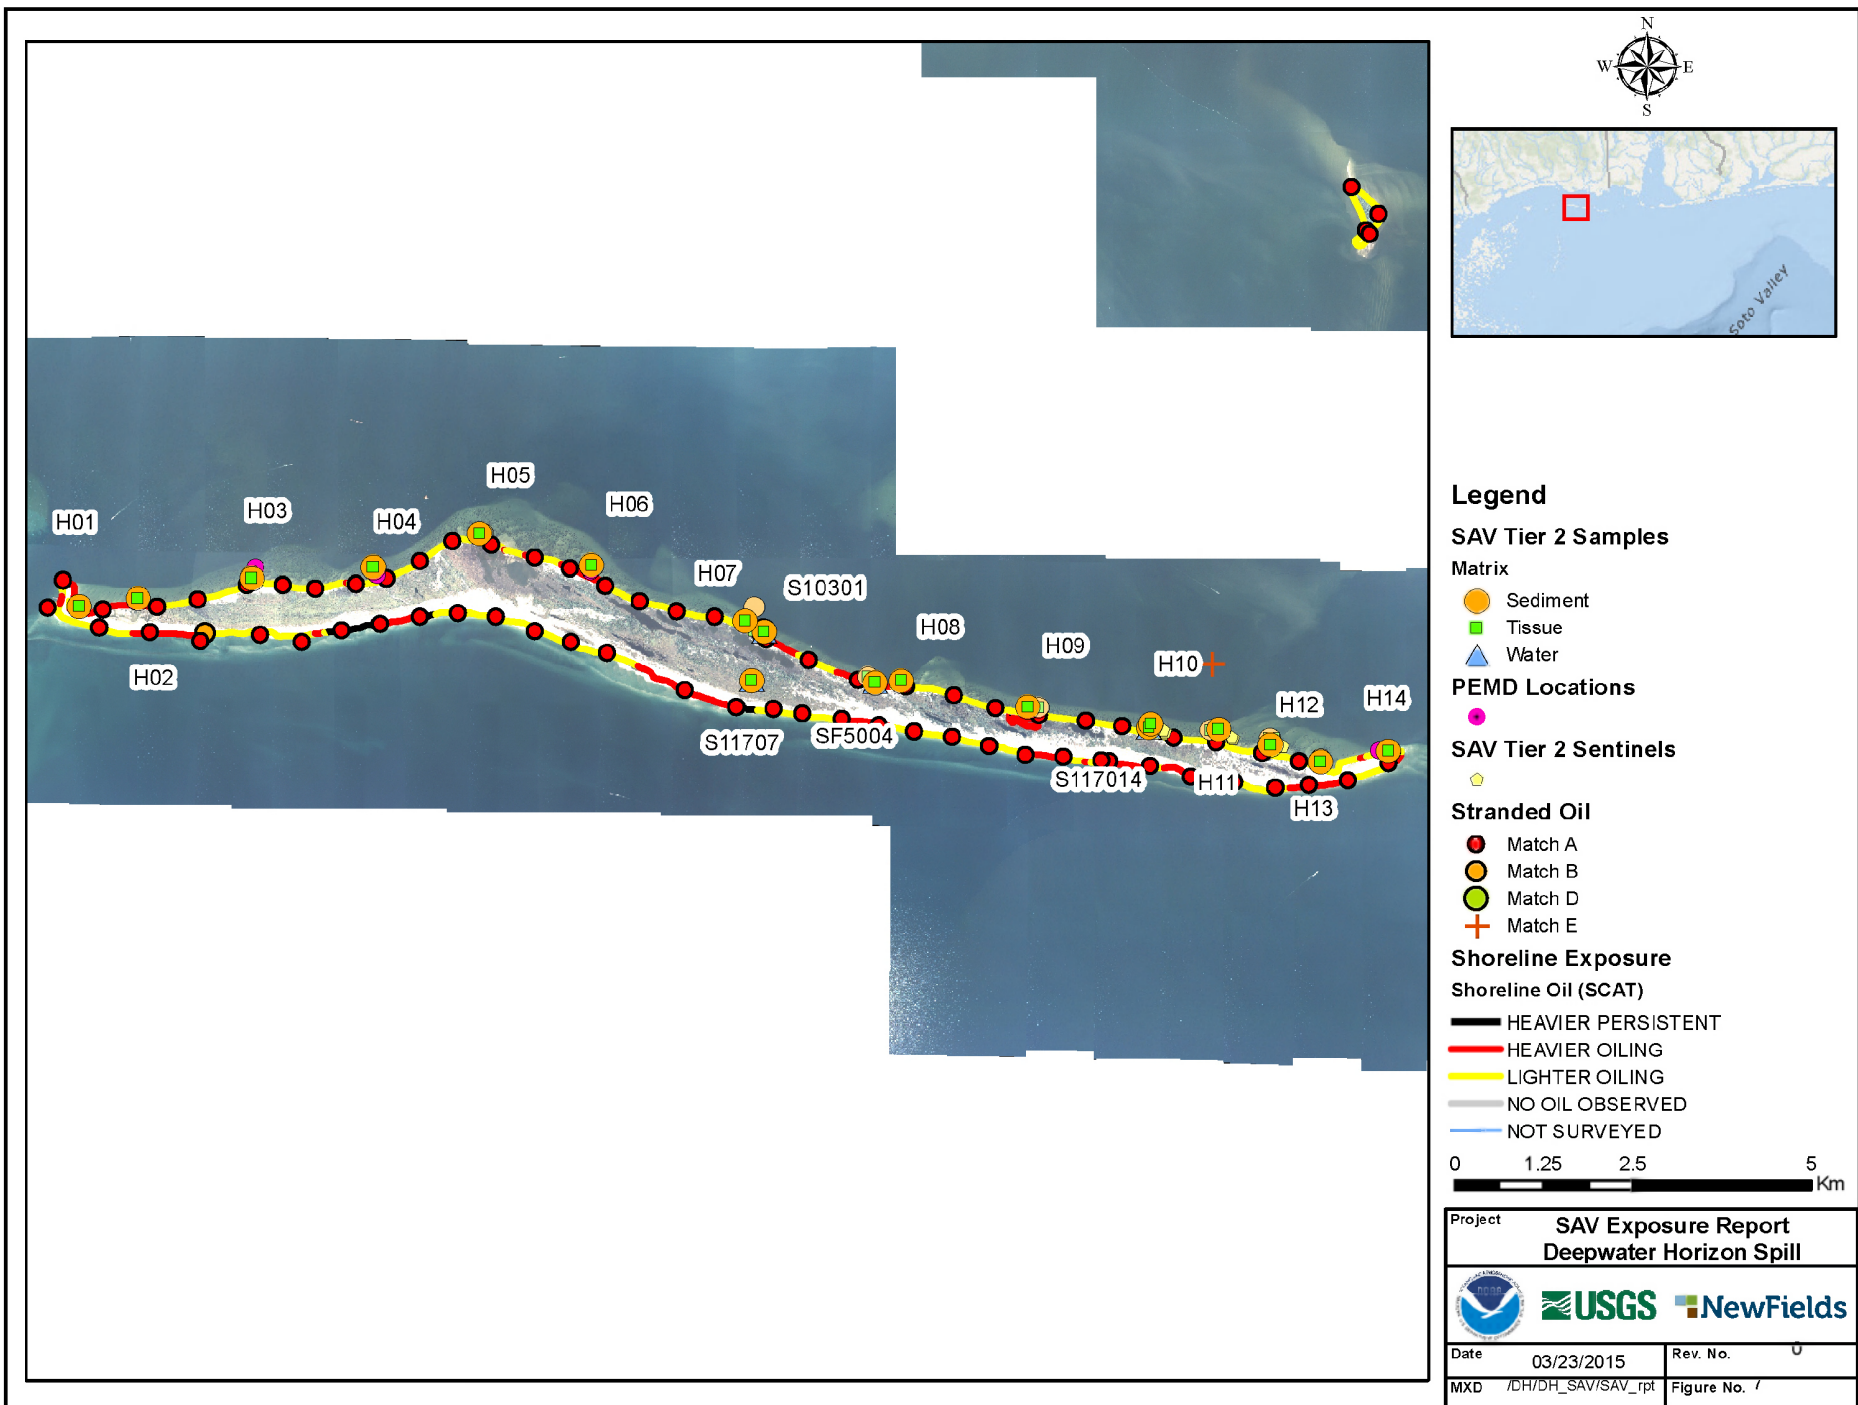 N
W E
S
Soto Valley
H05
H06
H03
H04
H01
H07
S10301
H08
H09
H10
H02
H12
H14
S11707
SF5004
S117014
H11
H13
Legend
SAV Tier 2 Samples
Matrix
Sediment
Tissue
Water
PEMD Locations
SAV Tier 2 Sentinels
Stranded Oil
Match A
Match B
Match D
Match E
Shoreline Exposure
Shoreline Oil (SCAT)
HEAVIER PERSISTENT
HEAVIER OILING
LIGHTER OILING
NO OIL OBSERVED
NOT SURVEYED
0 1.25 2.5 5
Km
Project SAV Exposure Report
Deepwater Horizon Spill
NOAA USGS NewFields
Date 03/23/2015 Rev. No. 0
MXD /DH/DH_SAV/SAV_rpt Figure No. 7